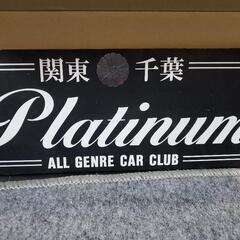 関東 千葉
Platinum
ALL GENRE CAR CLUB